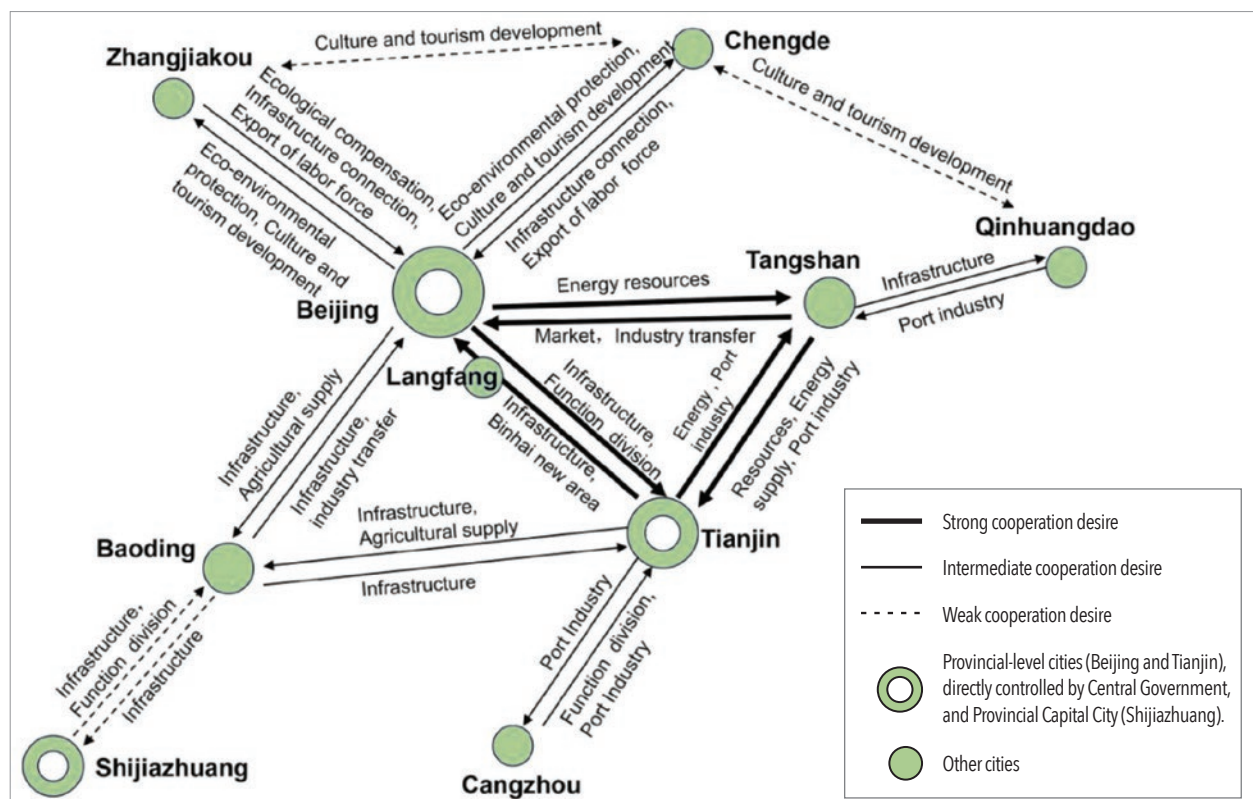 Culture and tourism development
Chengde
Zhangjiakou
Ecological compensation,
Infrastructure connection,
Export of labor force
Eco-environmental
protection, Culture and
tourism development
Eco-environment protection,
Culture and tourism development
Infrastructure connection,
Export of labor force
Culture and tourism development
Qinhuangdao
Tangshan
Infrastructure
Port industry
Beijing
Energy resources
Market, Industry transfer
Langfang
Infrastructure,
Function division
Infrastructure,
Binhai new area
Energy , Port
industry
Resources, Energy
supply, Port industry
Infrastructure,
Agricultural supply
Infrastructure,
industry transfer
Baoding
Infrastructure,
Agricultural supply
Infrastructure
Tianjin
Infrastructure,
Function division
Infrastructure
Port Industry
Function division,
Port Industry
Shijiazhuang
Cangzhou
Strong cooperation desire
Intermediate cooperation desire
Weak cooperation desire
Provincial-level cities (Beijing and Tianjin),
directly controlled by Central Government,
and Provincial Capital City (Shijiazhuang).
Other cities